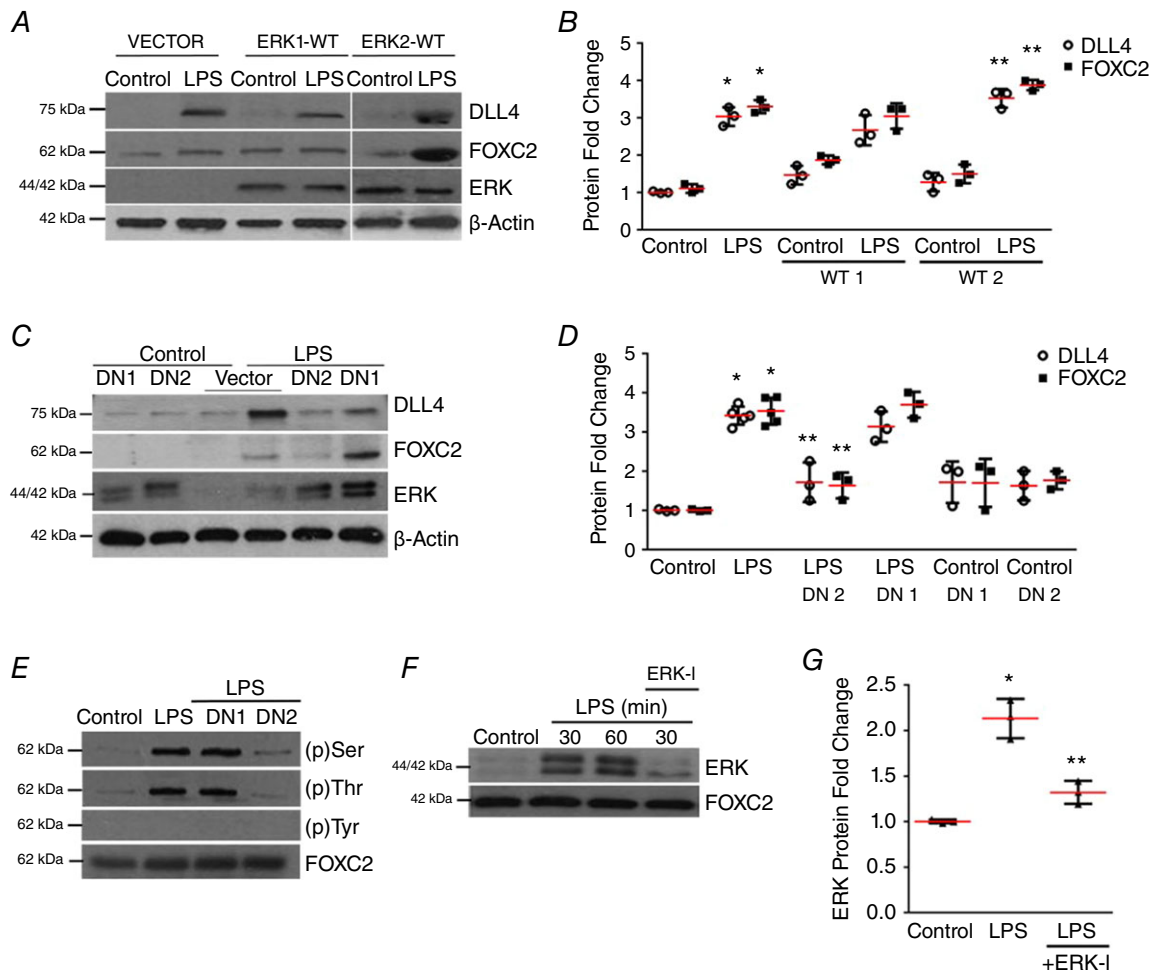 A
VECTOR ERK1-WT ERK2-WT
Control LPS Control LPS Control LPS
75 kDa DLL4
62 kDa FOXC2
44/42 kDa ERK
42 kDa β-Actin
B
Protein Fold Change
5
4
3
2
1
0
* * ** **
DLL4
FOXC2
Control LPS Control LPS Control LPS
WT 1 WT 2
C
Control LPS
DN1 DN2 Vector DN2 DN1
75 kDa DLL4
62 kDa FOXC2
44/42 kDa ERK
42 kDa β-Actin
D
Protein Fold Change
5
4
3
2
1
0
* * ** **
DLL4
FOXC2
Control LPS LPS LPS Control Control
DN 2 DN 1 DN 1 DN 2
E
LPS
Control LPS DN1 DN2
62 kDa (p)Ser
62 kDa (p)Thr
62 kDa (p)Tyr
62 kDa FOXC2
F
ERK-I
LPS (min)
Control 30 60 30
44/42 kDa ERK
42 kDa FOXC2
G
ERK Protein Fold Change
2.5
2.0
1.5
1.0
0.5
0.0
* **
Control LPS LPS
+ERK-I